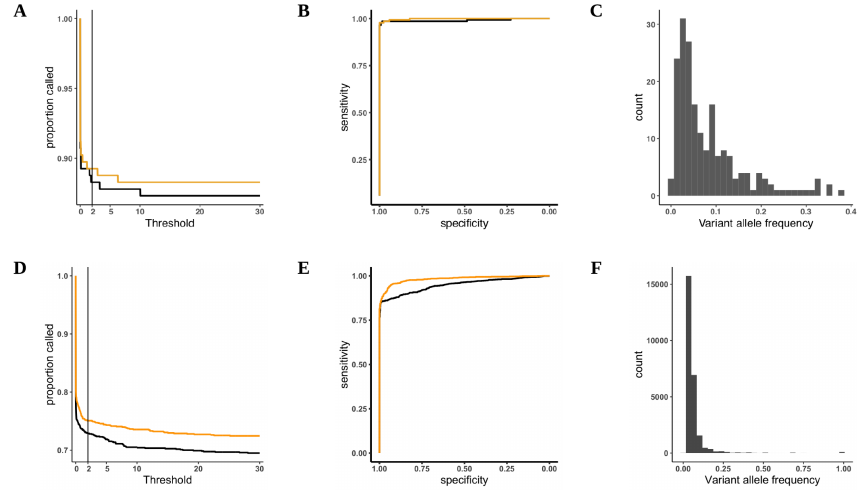 A
proportion called
1.00
0.95
0.90
0 2 5 10 20 30
Threshold
B
sensitivity
1.00
0.75
0.50
0.25
1.00 0.75 0.50 0.25 0.00
specificity
C
count
30
20
10
0
0.0 0.1 0.2 0.3 0.4
Variant allele frequency
D
proportion called
1.0
0.9
0.8
0.7
0 2 5 10 20 30
Threshold
E
sensitivity
1.00
0.75
0.50
0.25
0.00
1.00 0.75 0.50 0.25 0.00
specificity
F
count
15000
10000
5000
0
0.00 0.25 0.50 0.75 1.00
Variant allele frequency